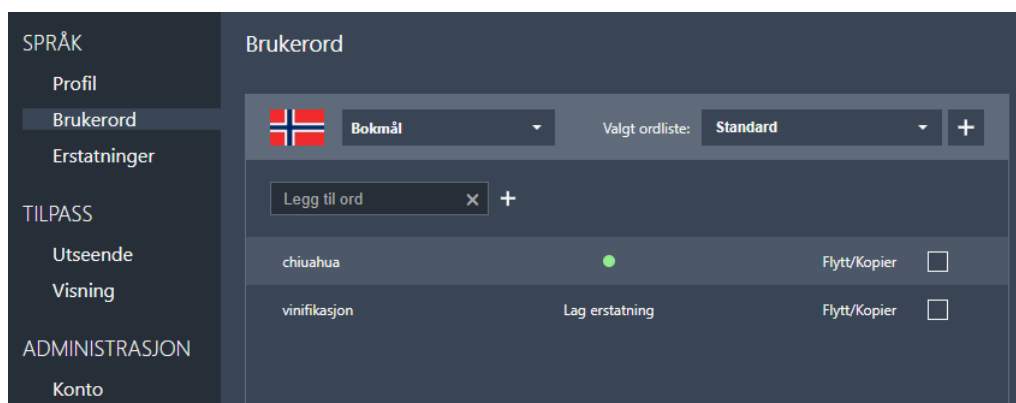 SPRÅK
Profil
Brukerord
Erstatninger
TILPASS
Utseende
Visning
ADMINISTRASJON
Konto
Brukerord
Bokmål Valgt ordliste: Standard +
Legg til ord × +
chiuahua Flytt/Kopier
vinifikasjon Lag erstatning Flytt/Kopier